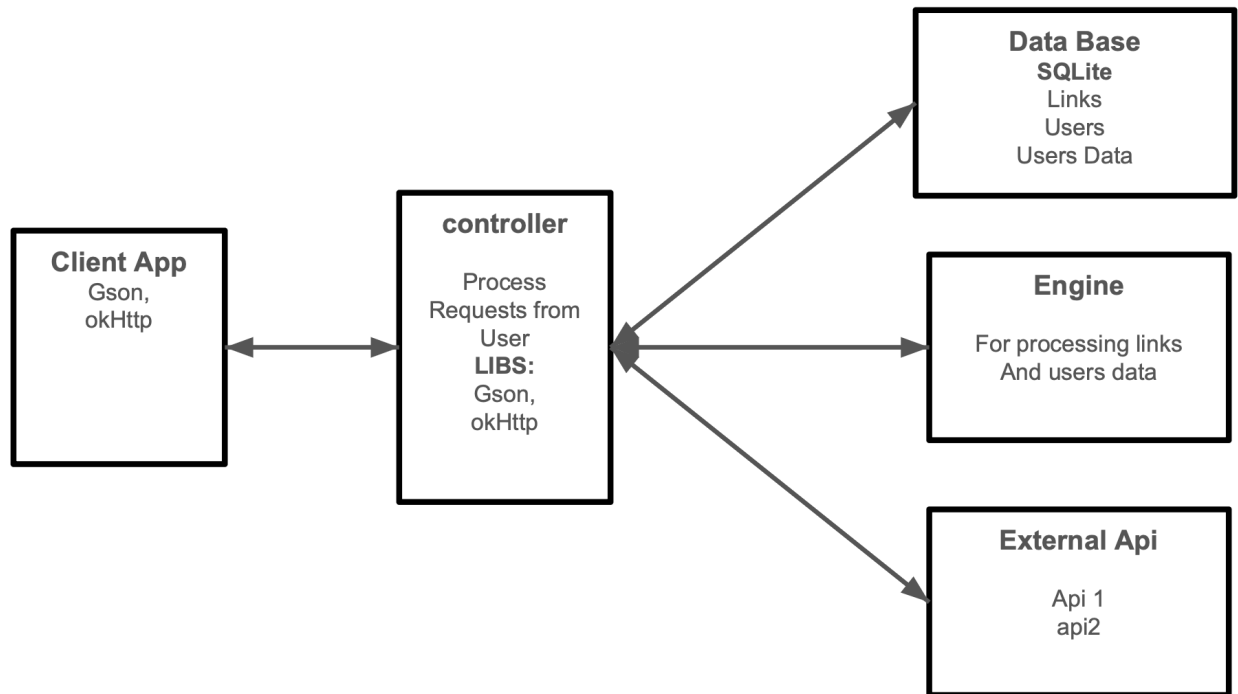 Client App
Gson,
okHttp
controller
Process
Requests from
User
LIBS:
Gson,
okHttp
Data Base
SQLite
Links
Users
Users Data
Engine
For processing links
And users data
External Api
Api 1
api2